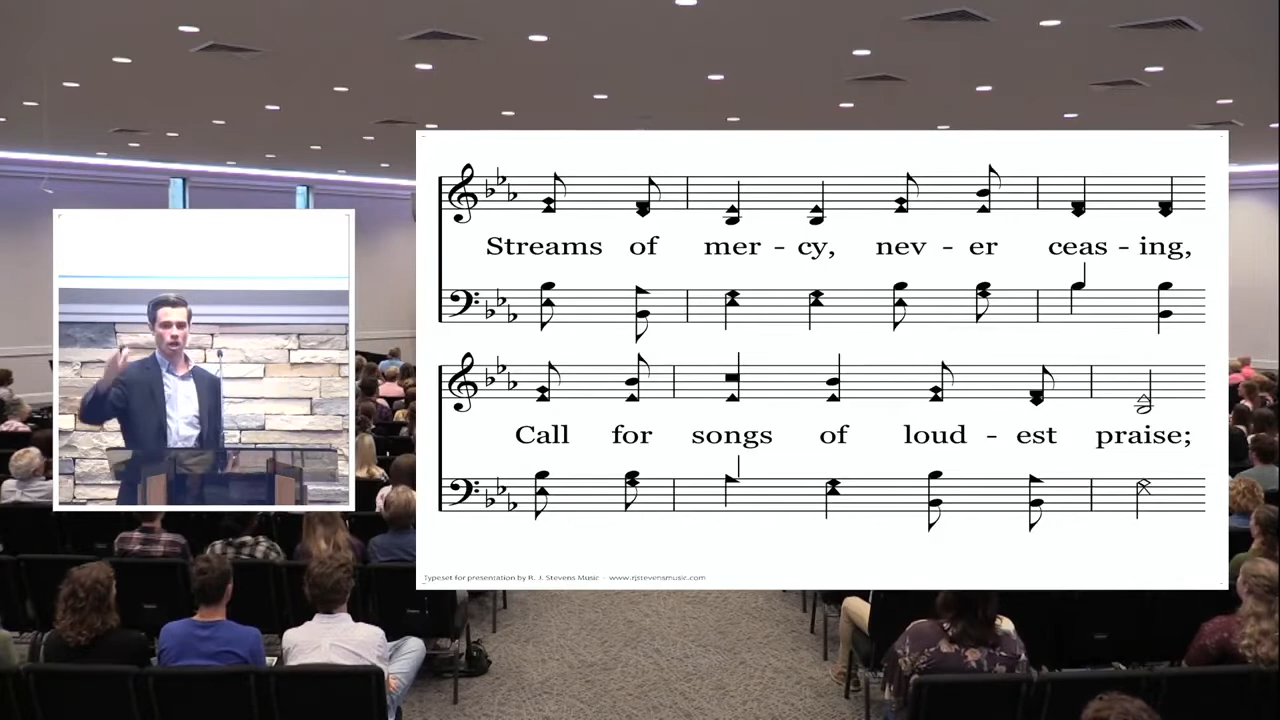 Streams of mer - cy, nev - er ceas - ing,
Call for songs of loud - est praise;
Typeset for presentation by R. J. Stevens Music - www.rjstevensmusic.com